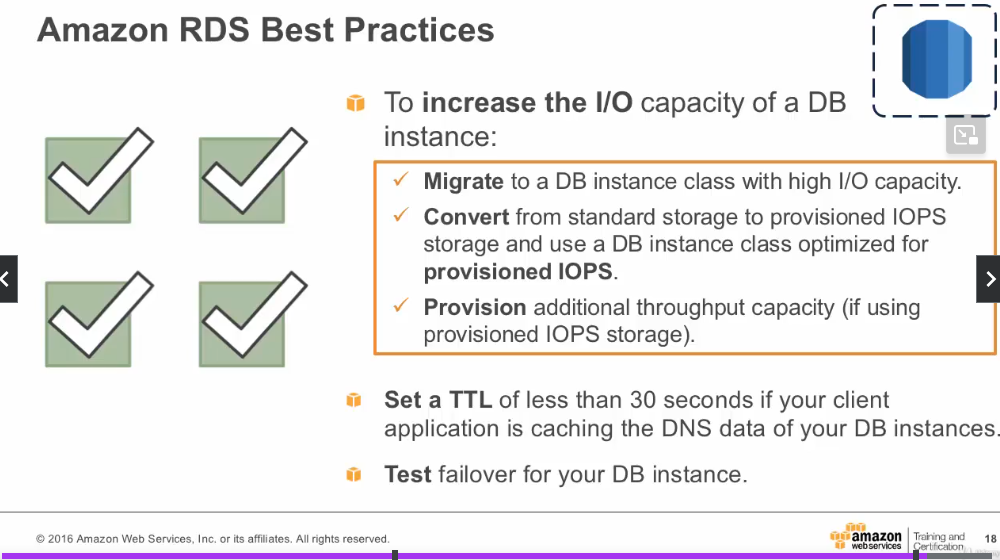 Amazon RDS Best Practices
To increase the I/O capacity of a DB
instance:
Migrate to a DB instance class with high I/O capacity.
Convert from standard storage to provisioned IOPS
storage and use a DB instance class optimized for
provisioned IOPS.
Provision additional throughput capacity (if using
provisioned IOPS storage).
Set a TTL of less than 30 seconds if your client
application is caching the DNS data of your DB instances.
Test failover for your DB instance.
© 2016 Amazon Web Services, Inc. or its affiliates. All rights reserved.
amazon
web services
Training and
Certification
18